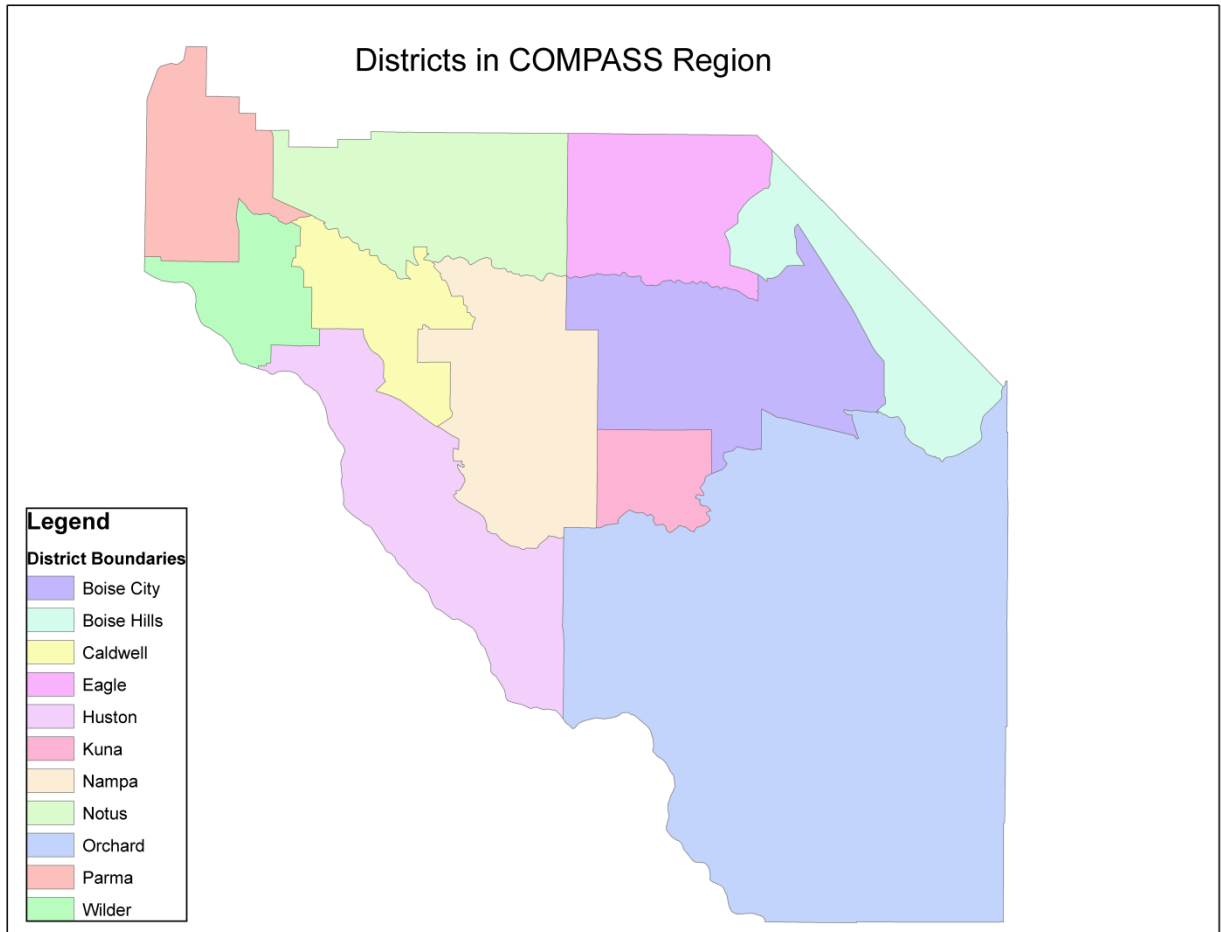 Districts in COMPASS Region
Legend
District Boundaries
Boise City
Boise Hills
Caldwell
Eagle
Huston
Kuna
Nampa
Notus
Orchard
Parma
Wilder